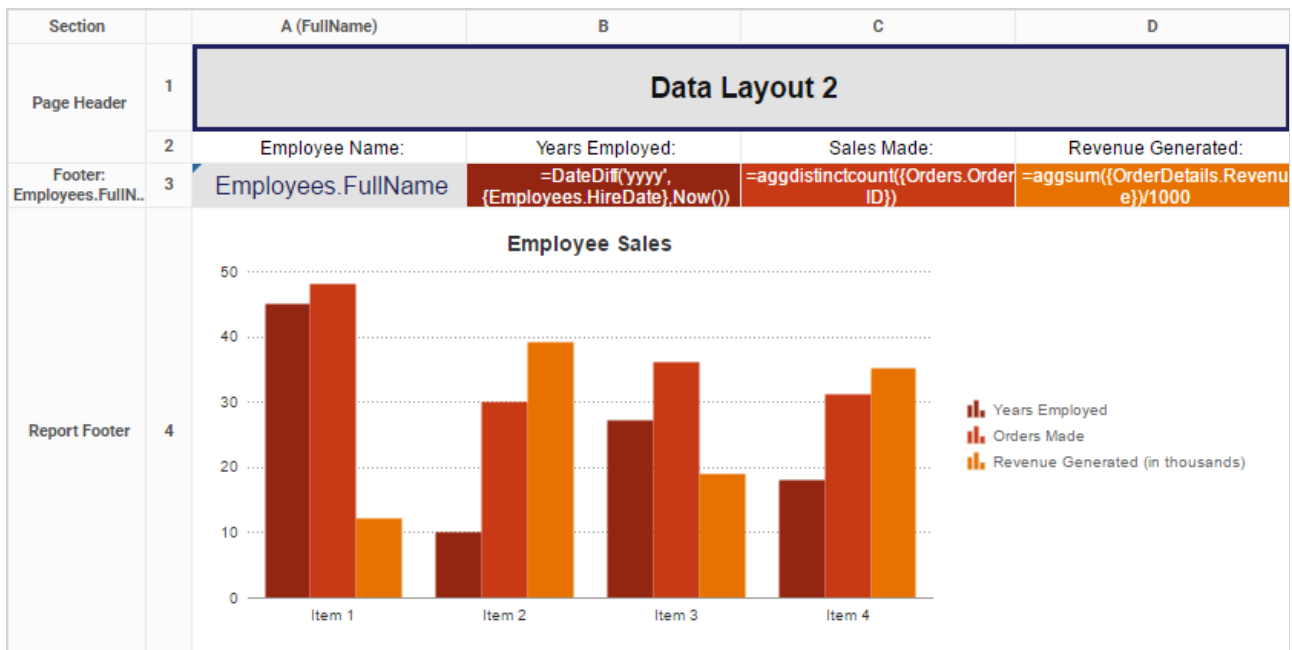 Section A (FullName) B C D
Page Header
1
Data Layout 2
2
Employee Name: Years Employed: Sales Made: Revenue Generated:
Footer:
Employees.FullN..
3
Employees.FullName
=DateDiff('yyyy',
{Employees.HireDate},Now())
=aggdistinctcount({Orders.Order
ID})
=aggsum({OrderDetails.Revenu
e})/1000
Report Footer
4
Employee Sales
50
40
30
20
10
0
Item 1 Item 2 Item 3 Item 4
Years Employed
Orders Made
Revenue Generated (in thousands)